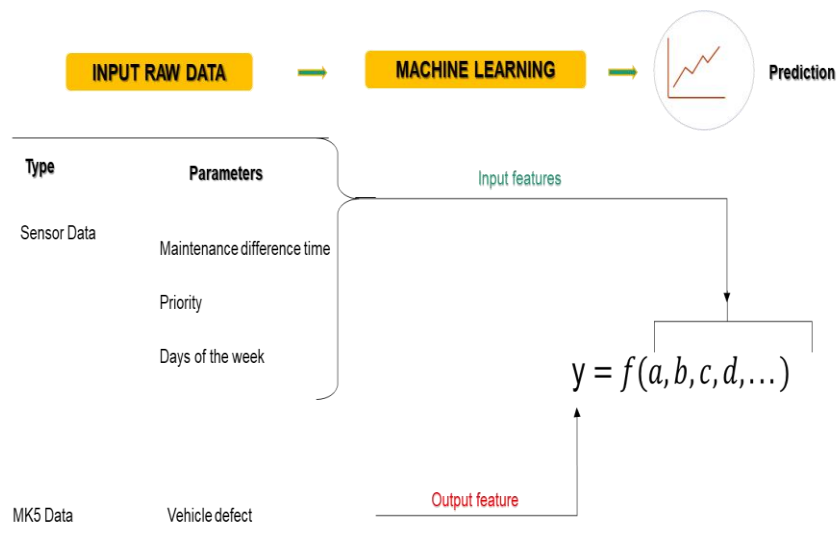 INPUT RAW DATA
MACHINE LEARNING
Prediction
Type
Parameters
Input features
Sensor Data
Maintenance difference time
Priority
Days of the week
y = f(a,b,c,d,...)
Output feature
MK5 Data
Vehicle defect